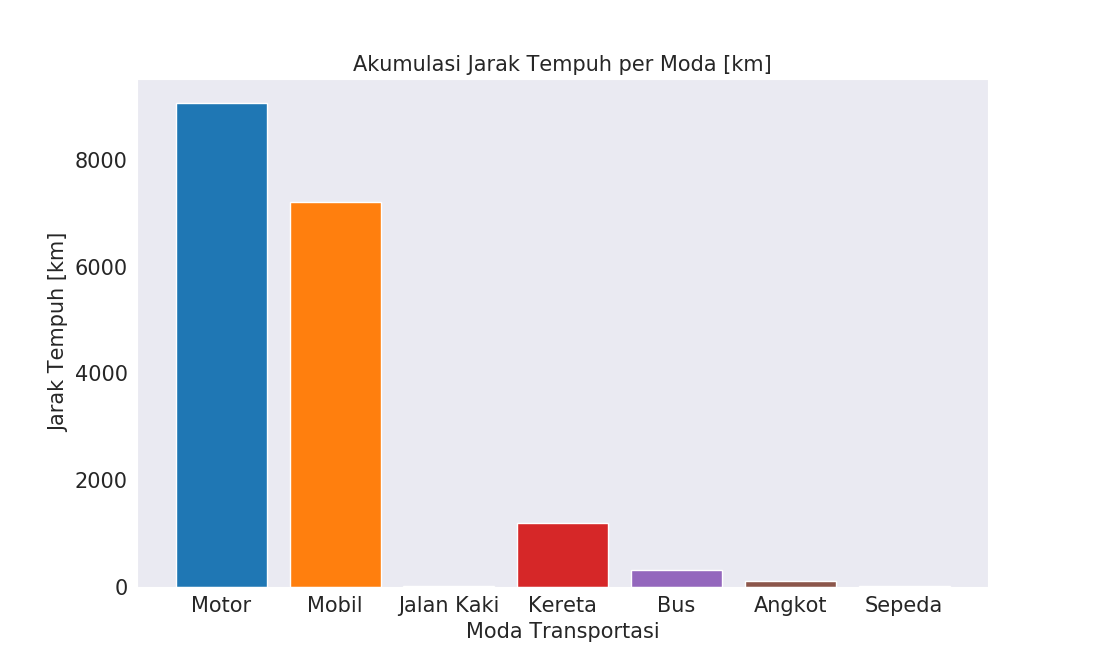 Akumulasi Jarak Tempuh per Moda [km]
Jarak Tempuh [km]
8000
6000
4000
2000
0
Motor Mobil Jalan Kaki Kereta Bus Angkot Sepeda
Moda Transportasi